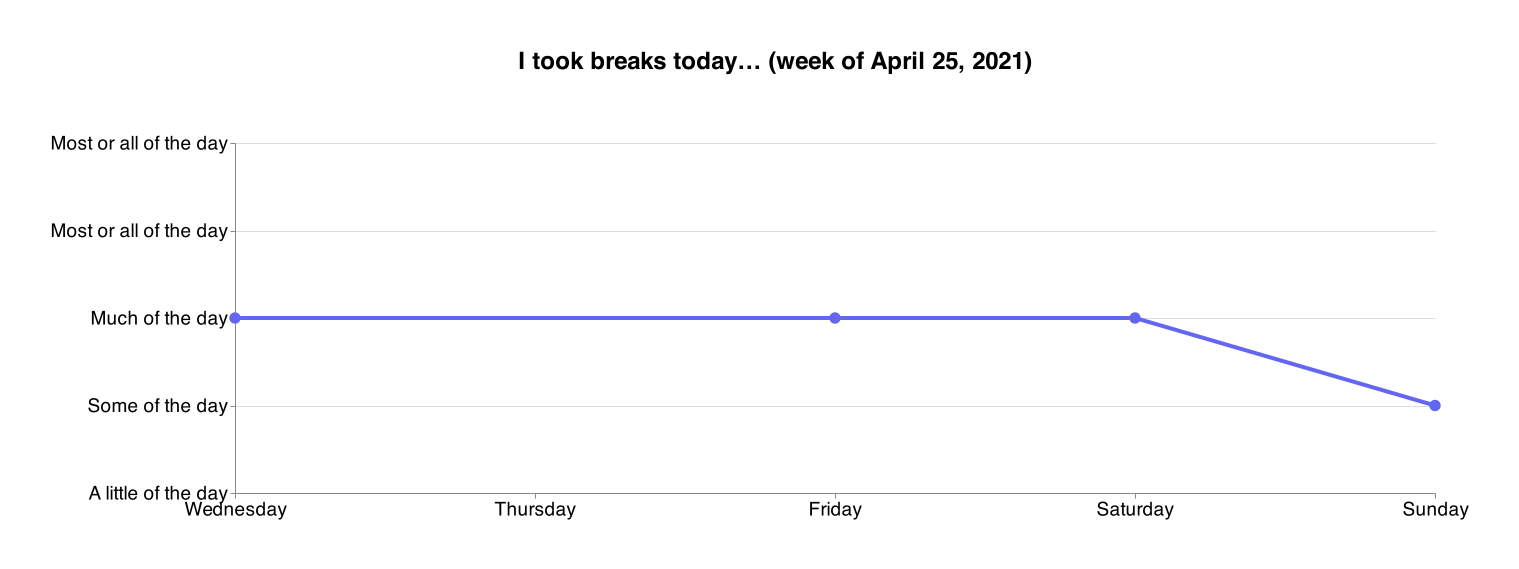 I took breaks today… (week of April 25, 2021)
Most or all of the day
Most or all of the day
Much of the day
Some of the day
A little of the day
Wednesday Thursday Friday Saturday Sunday